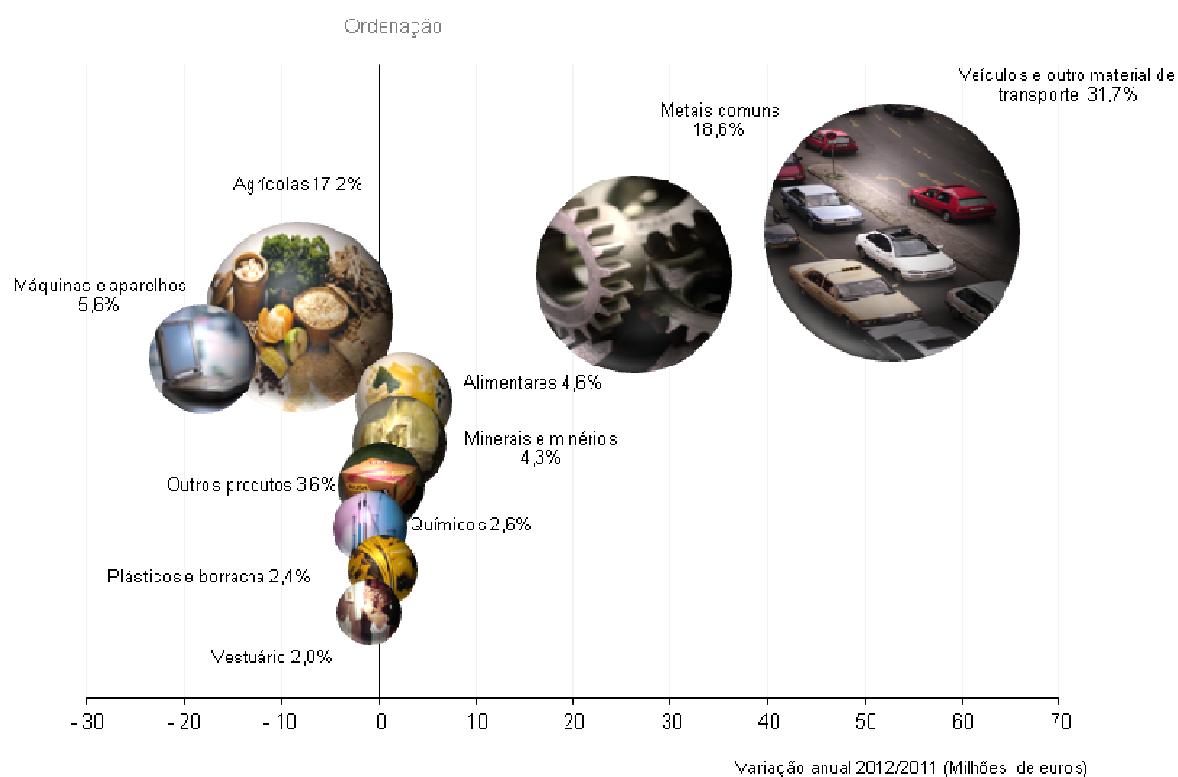 Ordenação
Veículos e outro material de
transporte 31,7%
Metais comuns
18,6%
Agrícolas 17,2%
Máquinas e aparelhos
5,6%
Alimentares 4,6%
Minerais e minérios
4,3%
Outros produtos 3,6%
Químicos 2,6%
Plásticos e borracha 2,4%
Vestuário 2,0%
-30 -20 -10 0 10 20 30 40 50 60 70
Variação anual 2012/2011 (Milhões de euros)